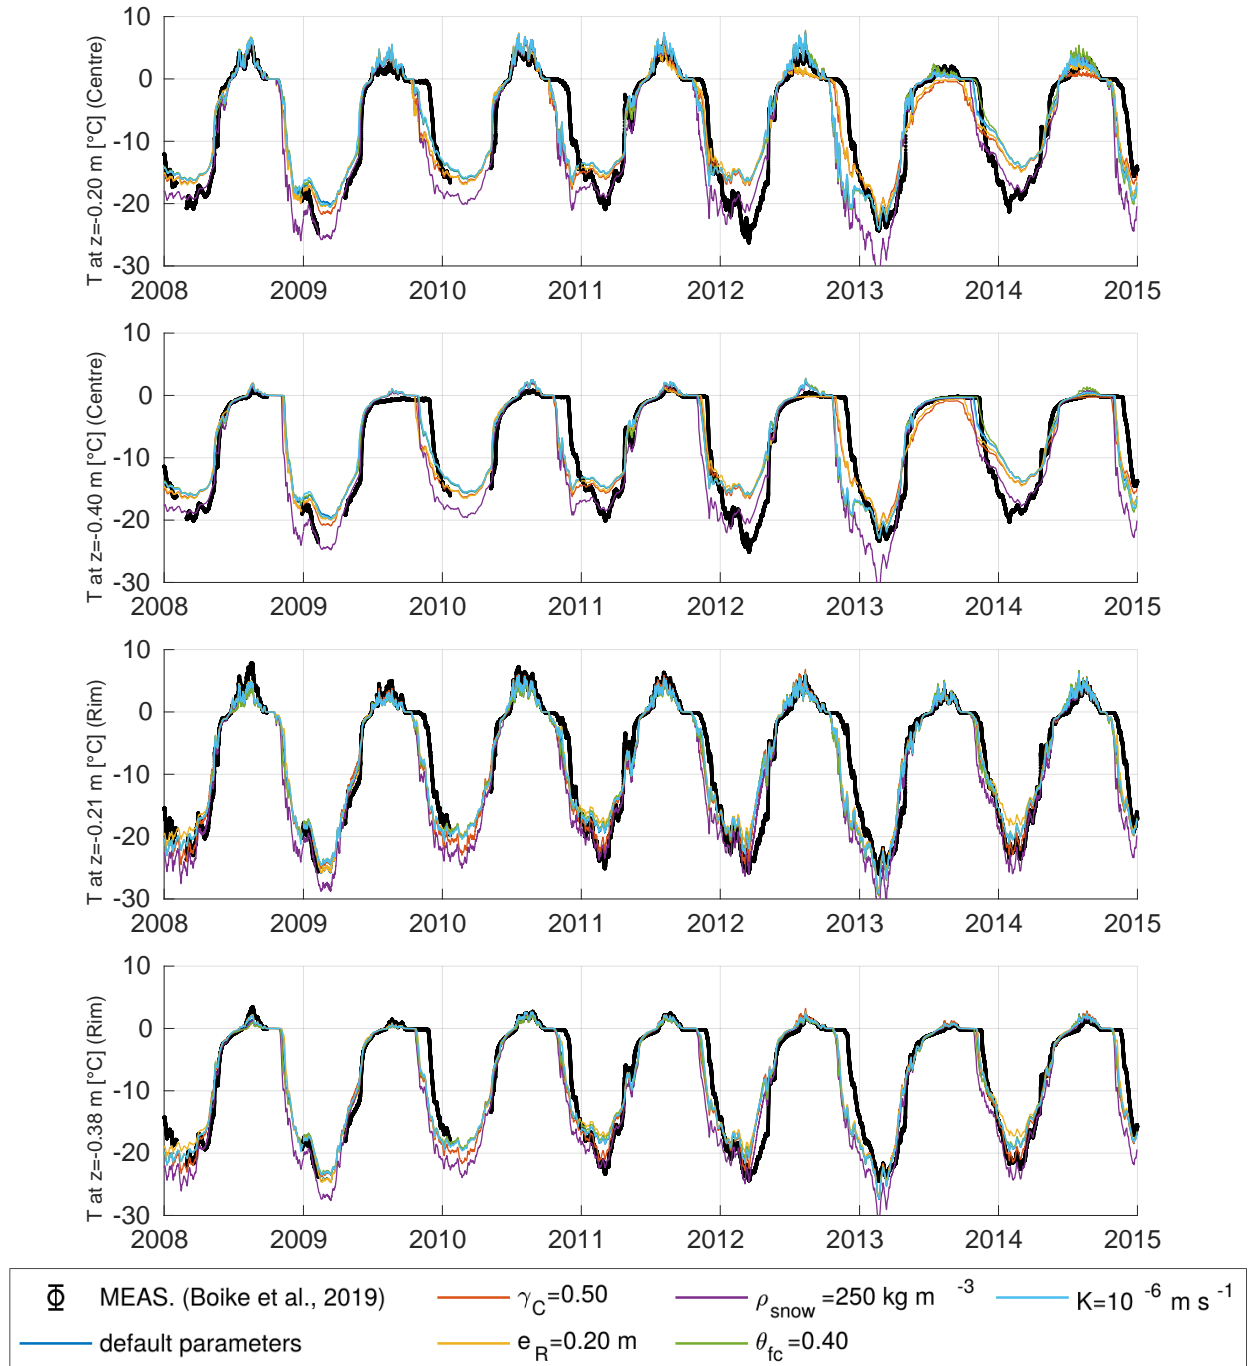 10
0
-10
-20
-30
T at z=-0.20 m [°C] (Centre)
2008 2009 2010 2011 2012 2013 2014 2015
10
0
-10
-20
-30
T at z=-0.40 m [°C] (Centre)
2008 2009 2010 2011 2012 2013 2014 2015
10
0
-10
-20
-30
T at z=-0.21 m [°C] (Rim)
2008 2009 2010 2011 2012 2013 2014 2015
10
0
-10
-20
-30
T at z=-0.38 m [°C] (Rim)
2008 2009 2010 2011 2012 2013 2014 2015
MEAS. (Boike et al., 2019) γ_C=0.50 ρ_snow=250 kg m^-3 K=10^-6 m s^-1
default parameters e_R=0.20 m θ_fc=0.40